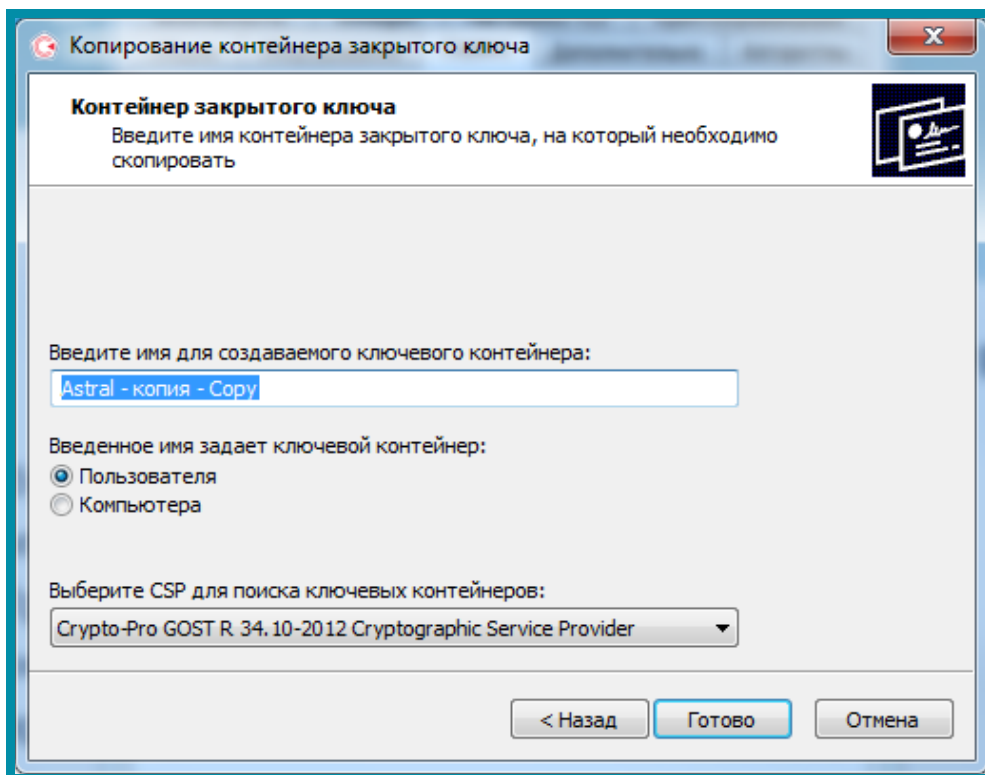 Копирование контейнера закрытого ключа
Контейнер закрытого ключа
Введите имя контейнера закрытого ключа, на который необходимо
скопировать
Введите имя для создаваемого ключевого контейнера:
Astral - копия - Copy
Введенное имя задает ключевой контейнер:
Пользователя
Компьютера
Выберите CSP для поиска ключевых контейнеров:
Crypto-Pro GOST R 34.10-2012 Cryptographic Service Provider
< Назад
Готово
Отмена